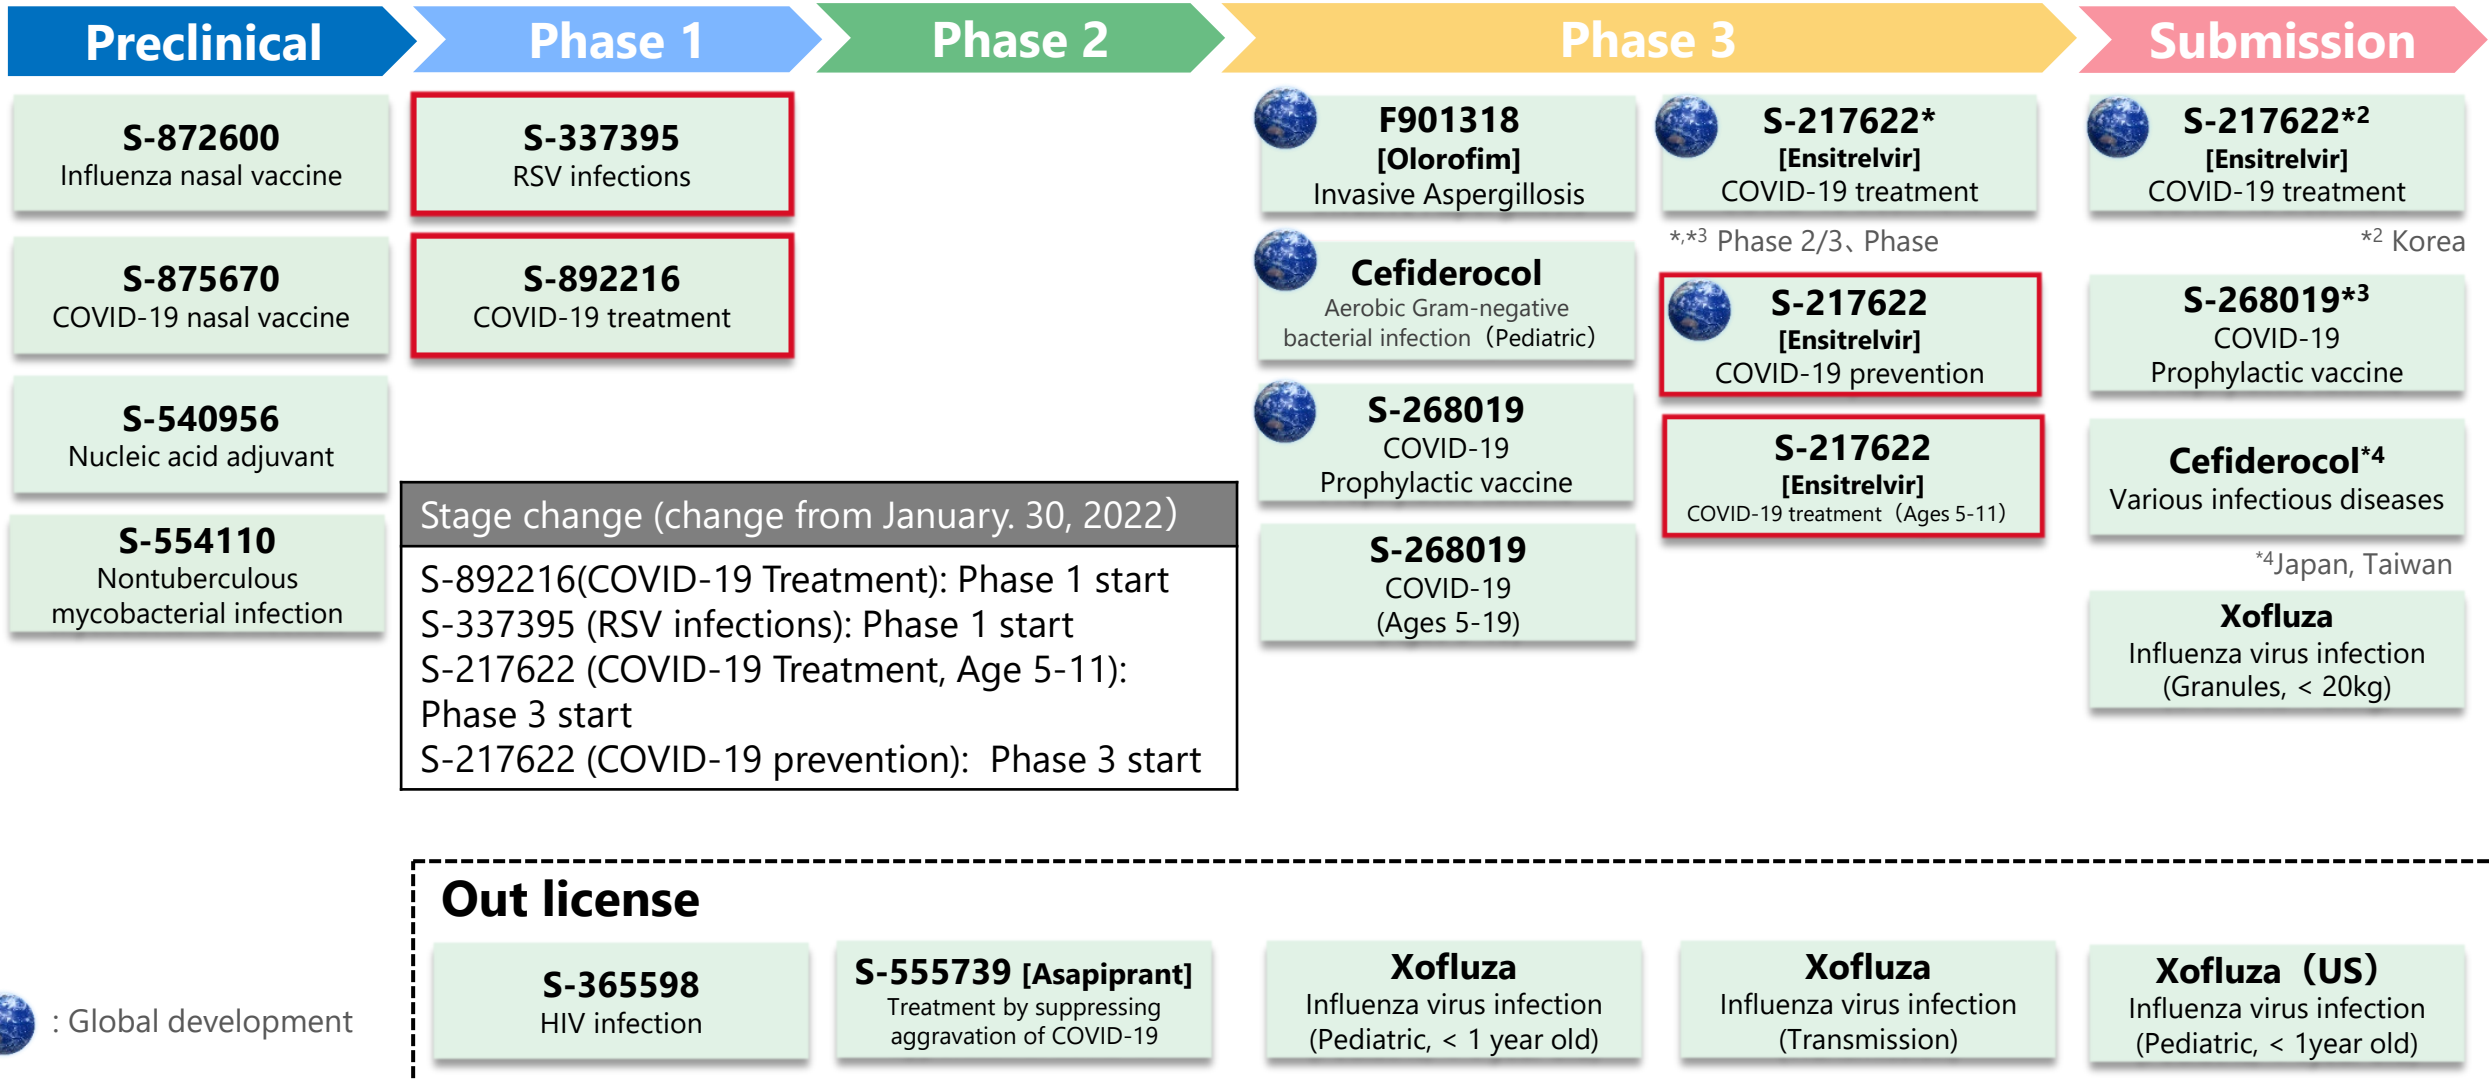 Preclinical
Phase 1
Phase 2
Phase 3
Submission
S-872600
Influenza nasal vaccine
S-875670
COVID-19 nasal vaccine
S-540956
Nucleic acid adjuvant
S-554110
Nontuberculous
mycobacterial infection
S-337395
RSV infections
S-892216
COVID-19 treatment
Stage change (change from January. 30, 2022）
S-892216(COVID-19 Treatment): Phase 1 start
S-337395 (RSV infections): Phase 1 start
S-217622 (COVID-19 Treatment, Age 5-11):
Phase 3 start
S-217622 (COVID-19 prevention):  Phase 3 start
F901318
[Olorofim]
Invasive Aspergillosis
Cefiderocol
Aerobic Gram-negative
bacterial infection（Pediatric）
S-268019
COVID-19
Prophylactic vaccine
S-268019
COVID-19
(Ages 5-19)
S-217622*
[Ensitrelvir]
COVID-19 treatment
*,*3 Phase 2/3、Phase
S-217622
[Ensitrelvir]
COVID-19 prevention
S-217622
[Ensitrelvir]
COVID-19 treatment（Ages 5-11）
S-217622*2
[Ensitrelvir]
COVID-19 treatment
*2 Korea
S-268019*3
COVID-19
Prophylactic vaccine
Cefiderocol*4
Various infectious diseases
*4Japan, Taiwan
Xofluza
Influenza virus infection
(Granules, < 20kg)
Out license
S-365598
HIV infection
S-555739 [Asapiprant]
Treatment by suppressing
aggravation of COVID-19
Xofluza
Influenza virus infection
(Pediatric, < 1 year old)
Xofluza
Influenza virus infection
(Transmission)
Xofluza（US）
Influenza virus infection
(Pediatric, < 1year old)
: Global development